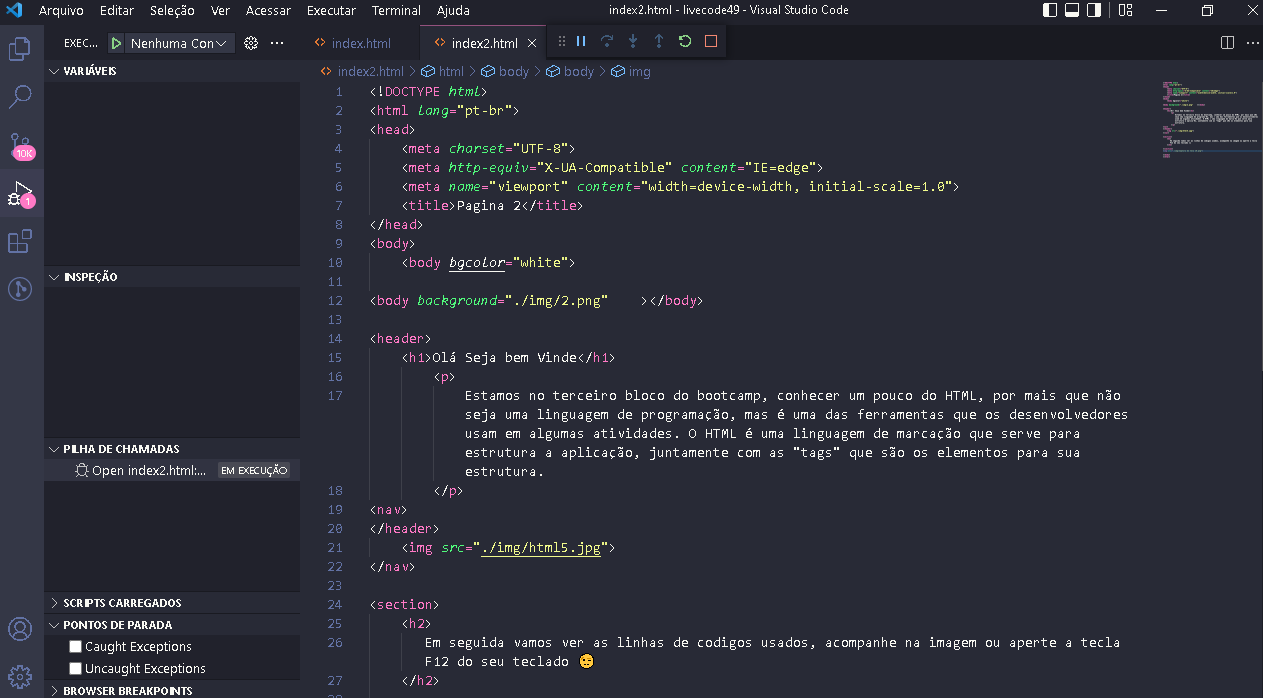 Arquivo Editar Seleção Ver Acessar Executar Terminal Ajuda index2.html - livecode49 - Visual Studio Code
EXEC... Nenhuma Con index.html index2.html
VARIÁVEIS
index2.html > html > body > body > img
1 <!DOCTYPE html>
2 <html lang="pt-br">
3 <head>
4 <meta charset="UTF-8">
5 <meta http-equiv="X-UA-Compatible" content="IE=edge">
6 <meta name="viewport" content="width=device-width, initial-scale=1.0">
7 <title>Pagina 2</title>
8 </head>
9 <body>
10 <body bgcolor="white">
11
12 <body background="./img/2.png" ></body>
13
14 <header>
15 <h1>Olá Seja bem Vinde</h1>
16 <p>
17 Estamos no terceiro bloco do bootcamp, conhecer um pouco do HTML, por mais que não
seja uma linguagem de programação, mas é uma das ferramentas que os desenvolvedores
usam em algumas atividades. O HTML é uma linguagem de marcação que serve para
estrutura a aplicação, juntamente com as "tags" que são os elementos para sua
estrutura.
18 </p>
19 <nav>
20 </header>
21 <img src="./img/html5.jpg">
22 </nav>
23
24 <section>
25 <h2>
26 Em seguida vamos ver as linhas de codigos usados, acompanhe na imagem ou aperte a tecla
F12 do seu teclado 😉
27 </h2>
10K
1
INSPEÇÃO
PILHA DE CHAMADAS
Open index2.html:... EM EXECUÇÃO
SCRIPTS CARREGADOS
PONTOS DE PARADA
Caught Exceptions
Uncaught Exceptions
BROWSER BREAKPOINTS